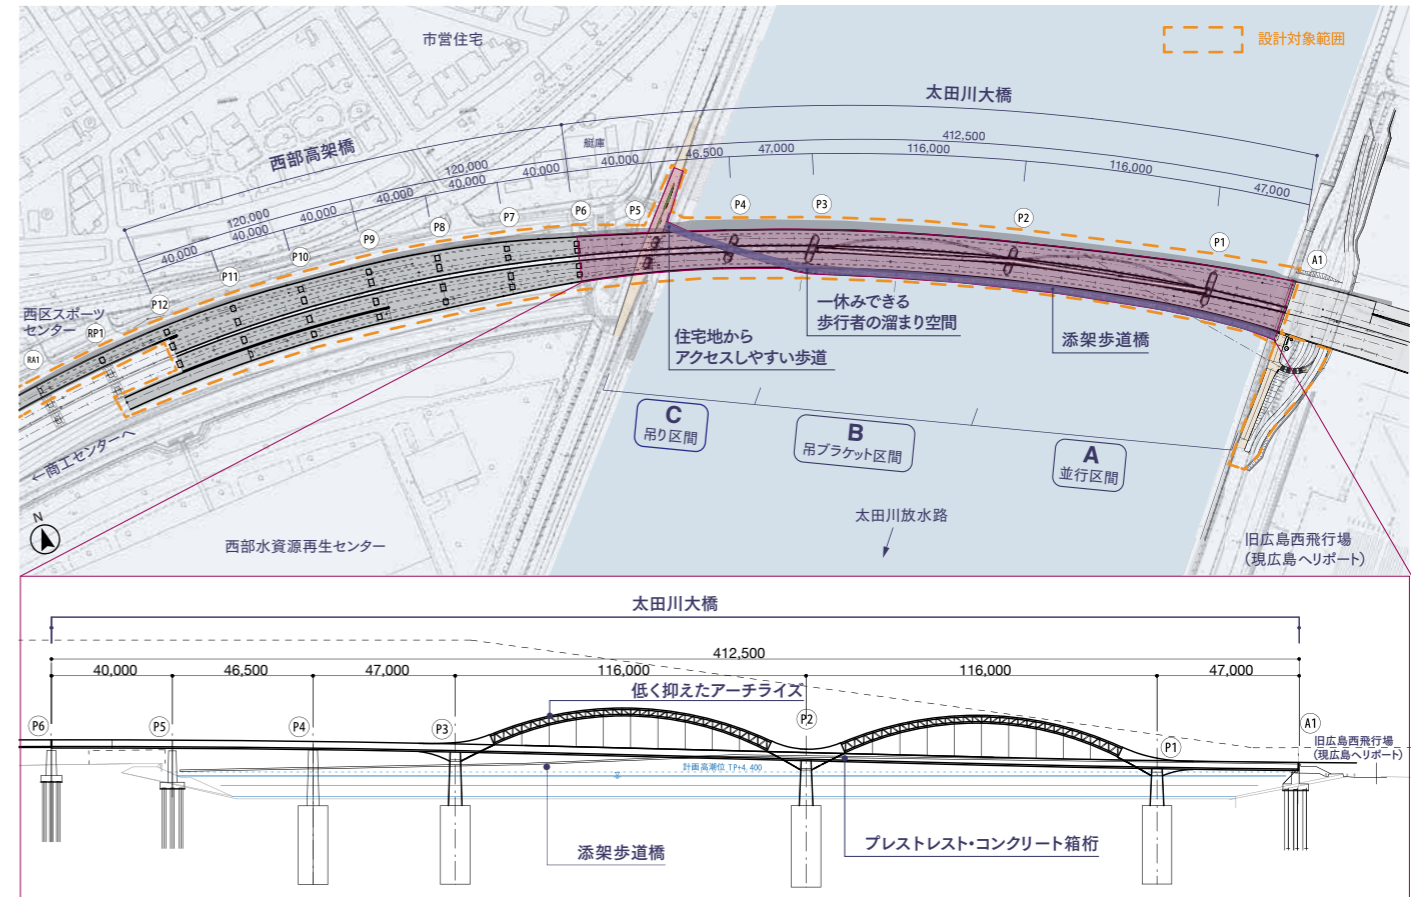 市営住宅
設計対象範囲
太田川大橋
西部高架橋
艇庫
412,500
120,000
40,000
40,000
46,500
47,000
116,000
116,000
47,000
120,000
40,000
40,000
40,000
40,000
40,000
P12
P11
P10
P9
P8
P7
P6
P5
P4
P3
P2
P1
A1
西区スポーツ
センター
RP1
RA1
一休みできる
歩行者の溜まり空間
住宅地から
アクセスしやすい歩道
添架歩道橋
C
吊り区間
B
吊ブラケット区間
A
並行区間
←商工センターへ
N
西部水資源再生センター
太田川放水路
旧広島西飛行場
(現広島ヘリポート)
太田川大橋
412,500
40,000
46,500
47,000
116,000
116,000
47,000
低く抑えたアーチライズ
P6
P5
P4
P3
P2
P1
A1
旧広島西飛行場
(現広島ヘリポート)
計画高潮位 TP+4,400
添架歩道橋
プレストレスト・コンクリート箱桁